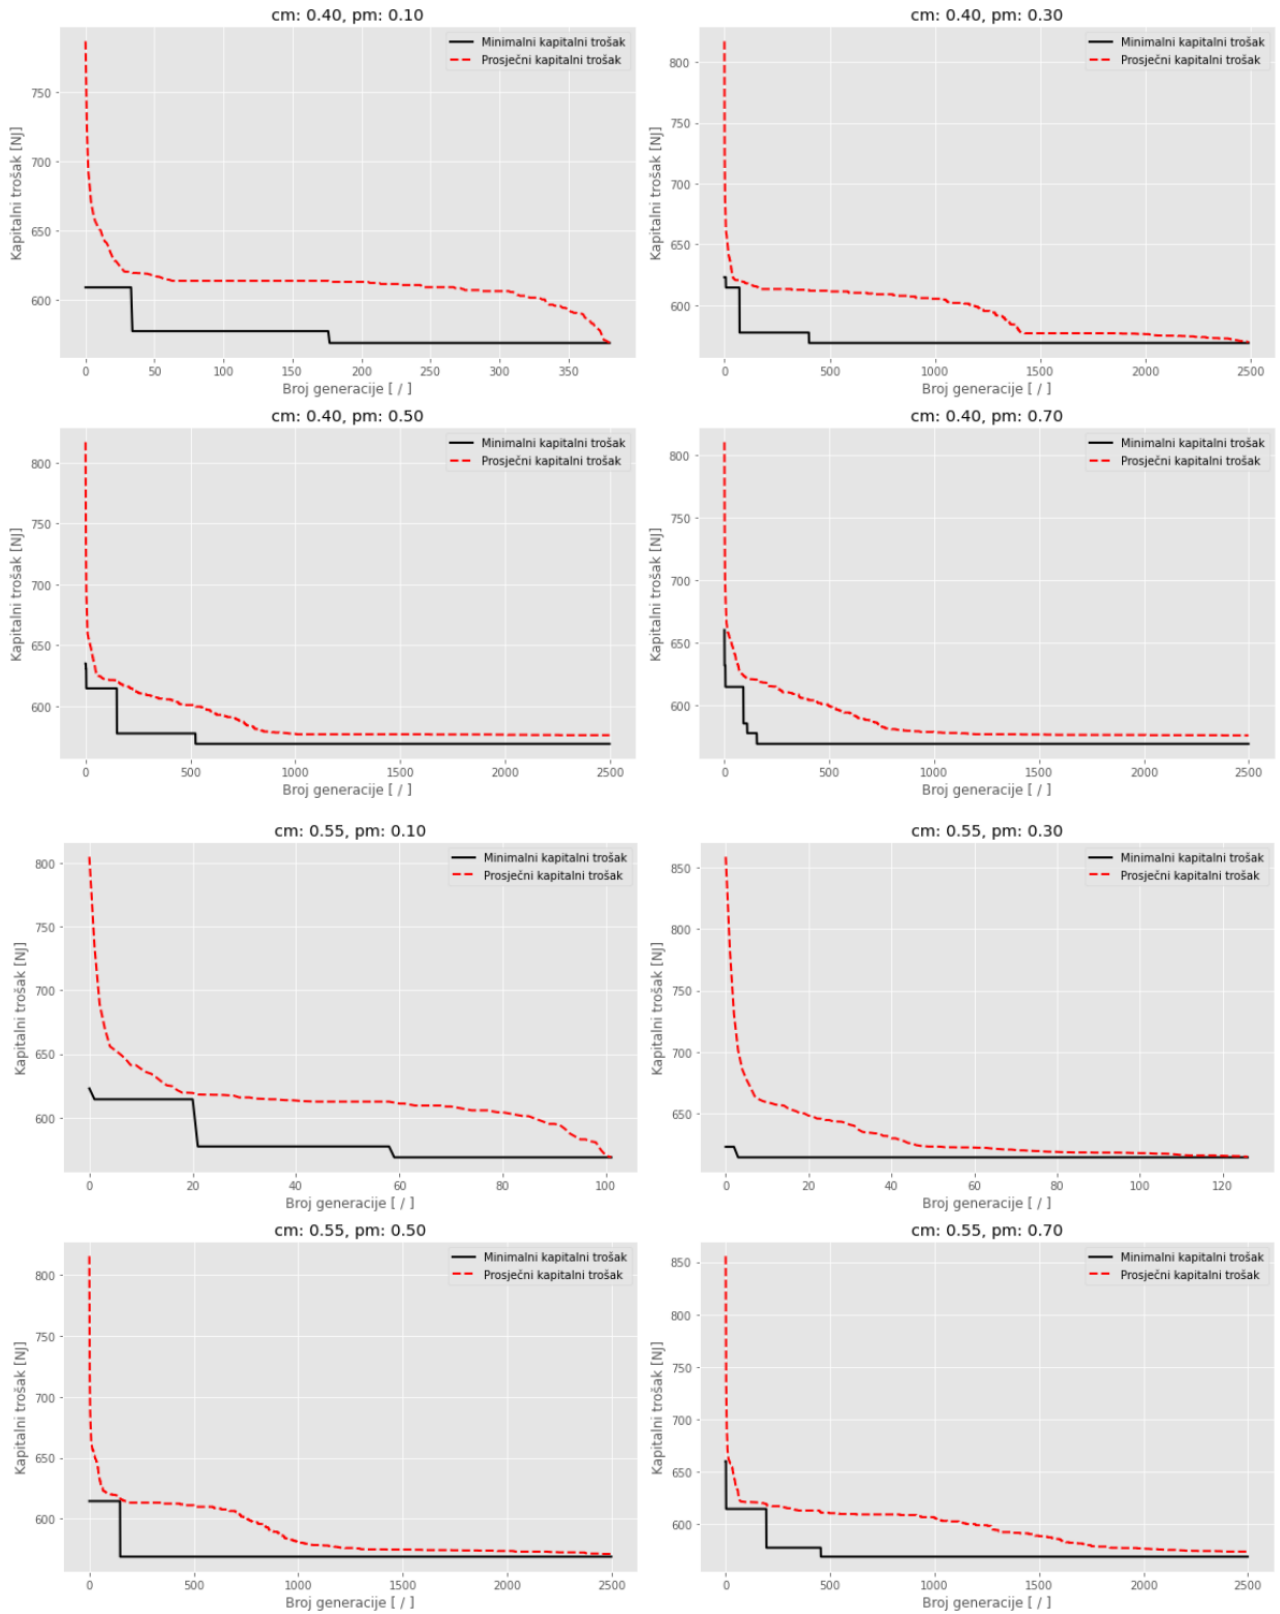 cm: 0.40, pm: 0.10
Minimalni kapitalni trošak
Prosječni kapitalni trošak
Kapitalni trošak [NJ]
750
700
650
600
0 50 100 150 200 250 300 350
Broj generacije [ / ]
cm: 0.40, pm: 0.30
Minimalni kapitalni trošak
Prosječni kapitalni trošak
Kapitalni trošak [NJ]
800
750
700
650
600
0 500 1000 1500 2000 2500
Broj generacije [ / ]
cm: 0.40, pm: 0.50
Minimalni kapitalni trošak
Prosječni kapitalni trošak
Kapitalni trošak [NJ]
800
750
700
650
600
0 500 1000 1500 2000 2500
Broj generacije [ / ]
cm: 0.40, pm: 0.70
Minimalni kapitalni trošak
Prosječni kapitalni trošak
Kapitalni trošak [NJ]
800
750
700
650
600
0 500 1000 1500 2000 2500
Broj generacije [ / ]
cm: 0.55, pm: 0.10
Minimalni kapitalni trošak
Prosječni kapitalni trošak
Kapitalni trošak [NJ]
800
750
700
650
600
0 20 40 60 80 100
Broj generacije [ / ]
cm: 0.55, pm: 0.30
Minimalni kapitalni trošak
Prosječni kapitalni trošak
Kapitalni trošak [NJ]
850
800
750
700
650
0 20 40 60 80 100 120
Broj generacije [ / ]
cm: 0.55, pm: 0.50
Minimalni kapitalni trošak
Prosječni kapitalni trošak
Kapitalni trošak [NJ]
800
750
700
650
600
0 500 1000 1500 2000 2500
Broj generacije [ / ]
cm: 0.55, pm: 0.70
Minimalni kapitalni trošak
Prosječni kapitalni trošak
Kapitalni trošak [NJ]
850
800
750
700
650
600
0 500 1000 1500 2000 2500
Broj generacije [ / ]